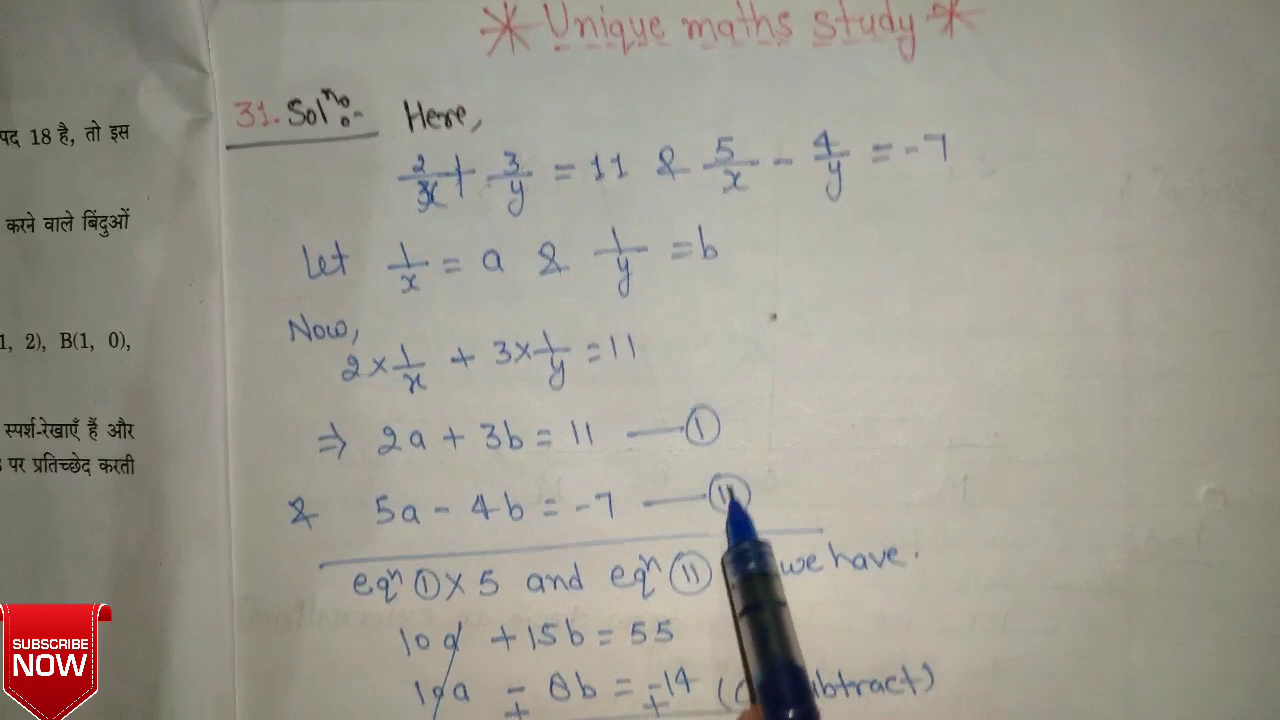 * Unique maths study *
पद 18 है, तो इस
करने वाले बिंदुओं
1, 2), B(1, 0),
स्पर्श-रेखाएँ हैं और
पर प्रतिच्छेद करती
31. Solⁿ:- Here,
2/x + 3/y = 11 & 5/x - 4/y = -7
Let 1/x = a & 1/y = b
Now,
2 × 1/x + 3 × 1/y = 11
⇒ 2a + 3b = 11 — ①
& 5a - 4b = -7 — ⑪
eqⁿ ① × 5 and eqⁿ ⑪ we have.
10a + 15b = 55
10a - 8b = -14
+ +
SUBSCRIBE
NOW